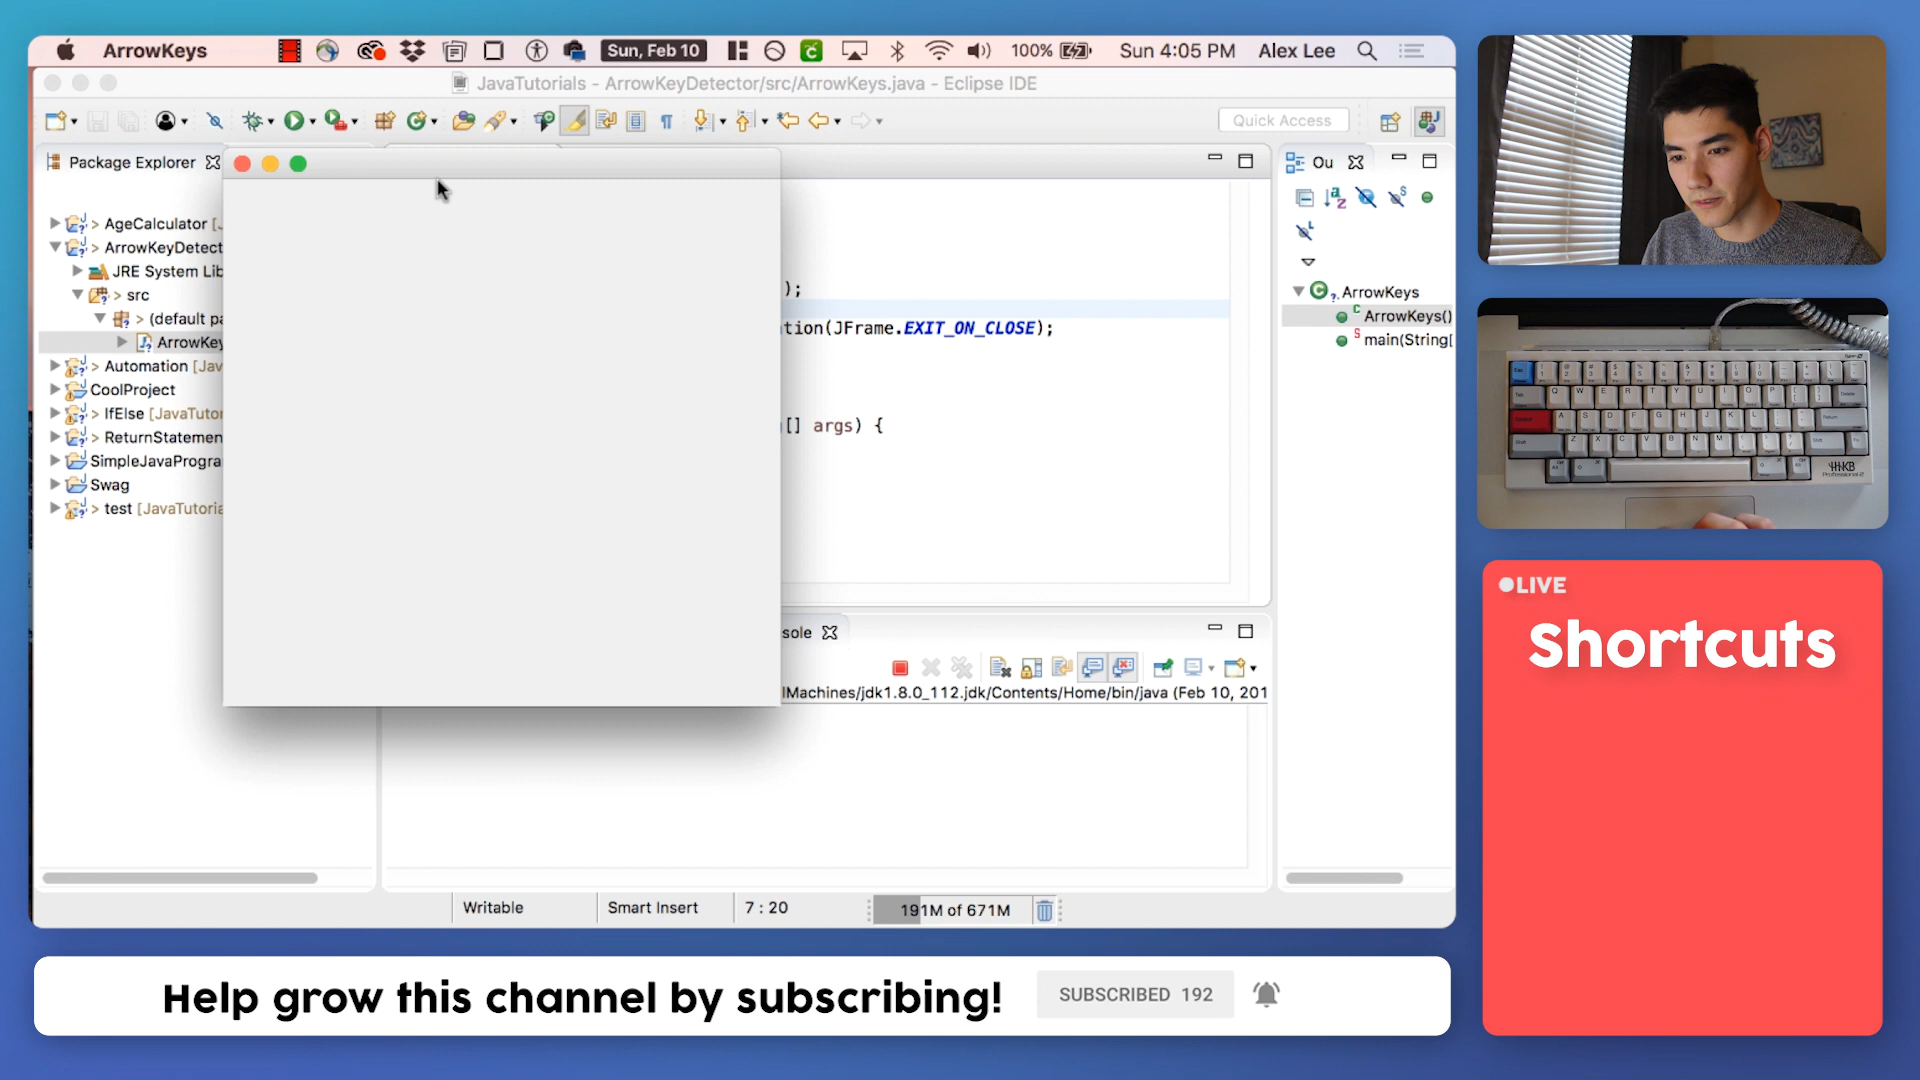 ArrowKeys
Sun, Feb 10
100%
Sun 4:05 PM
Alex Lee
JavaTutorials - ArrowKeyDetector/src/ArrowKeys.java - Eclipse IDE
Quick Access
Package Explorer
Ou
> AgeCalculator [J
> ArrowKeyDetect
JRE System Lib
> src
> (default pa
ArrowKey
> Automation [Jav
CoolProject
> IfElse [JavaTutor
> ReturnStatemen
SimpleJavaProgra
Swag
> test [JavaTutoria
);
tion(JFrame.EXIT_ON_CLOSE);
[] args) {
ArrowKeys
ArrowKeys()
main(String[
sole
lMachines/jdk1.8.0_112.jdk/Contents/Home/bin/java (Feb 10, 201
Writable
Smart Insert
7 : 20
191M of 671M
LIVE
Shortcuts
Help grow this channel by subscribing!
SUBSCRIBED 192
HHKB
Professional 2